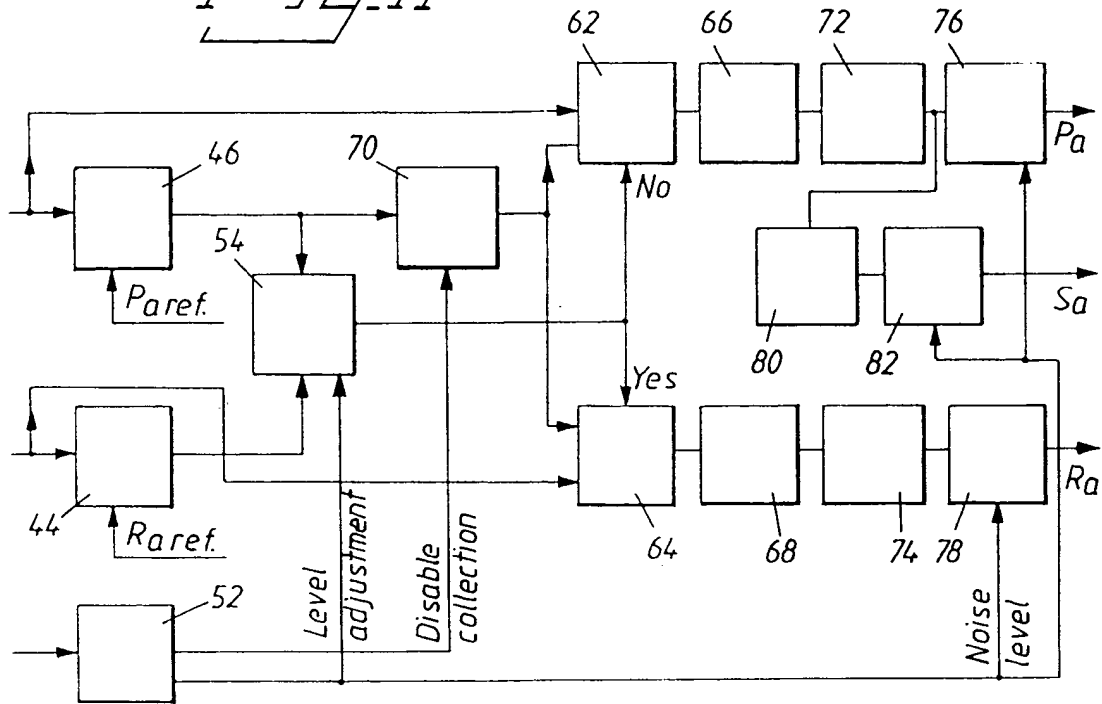 62
66
72
76
Pa
46
70
No
54
Pa ref.
Sa
80
82
Yes
44
Ra ref.
Level adjustment
Disable collection
64
68
74
78
Ra
Noise level
52